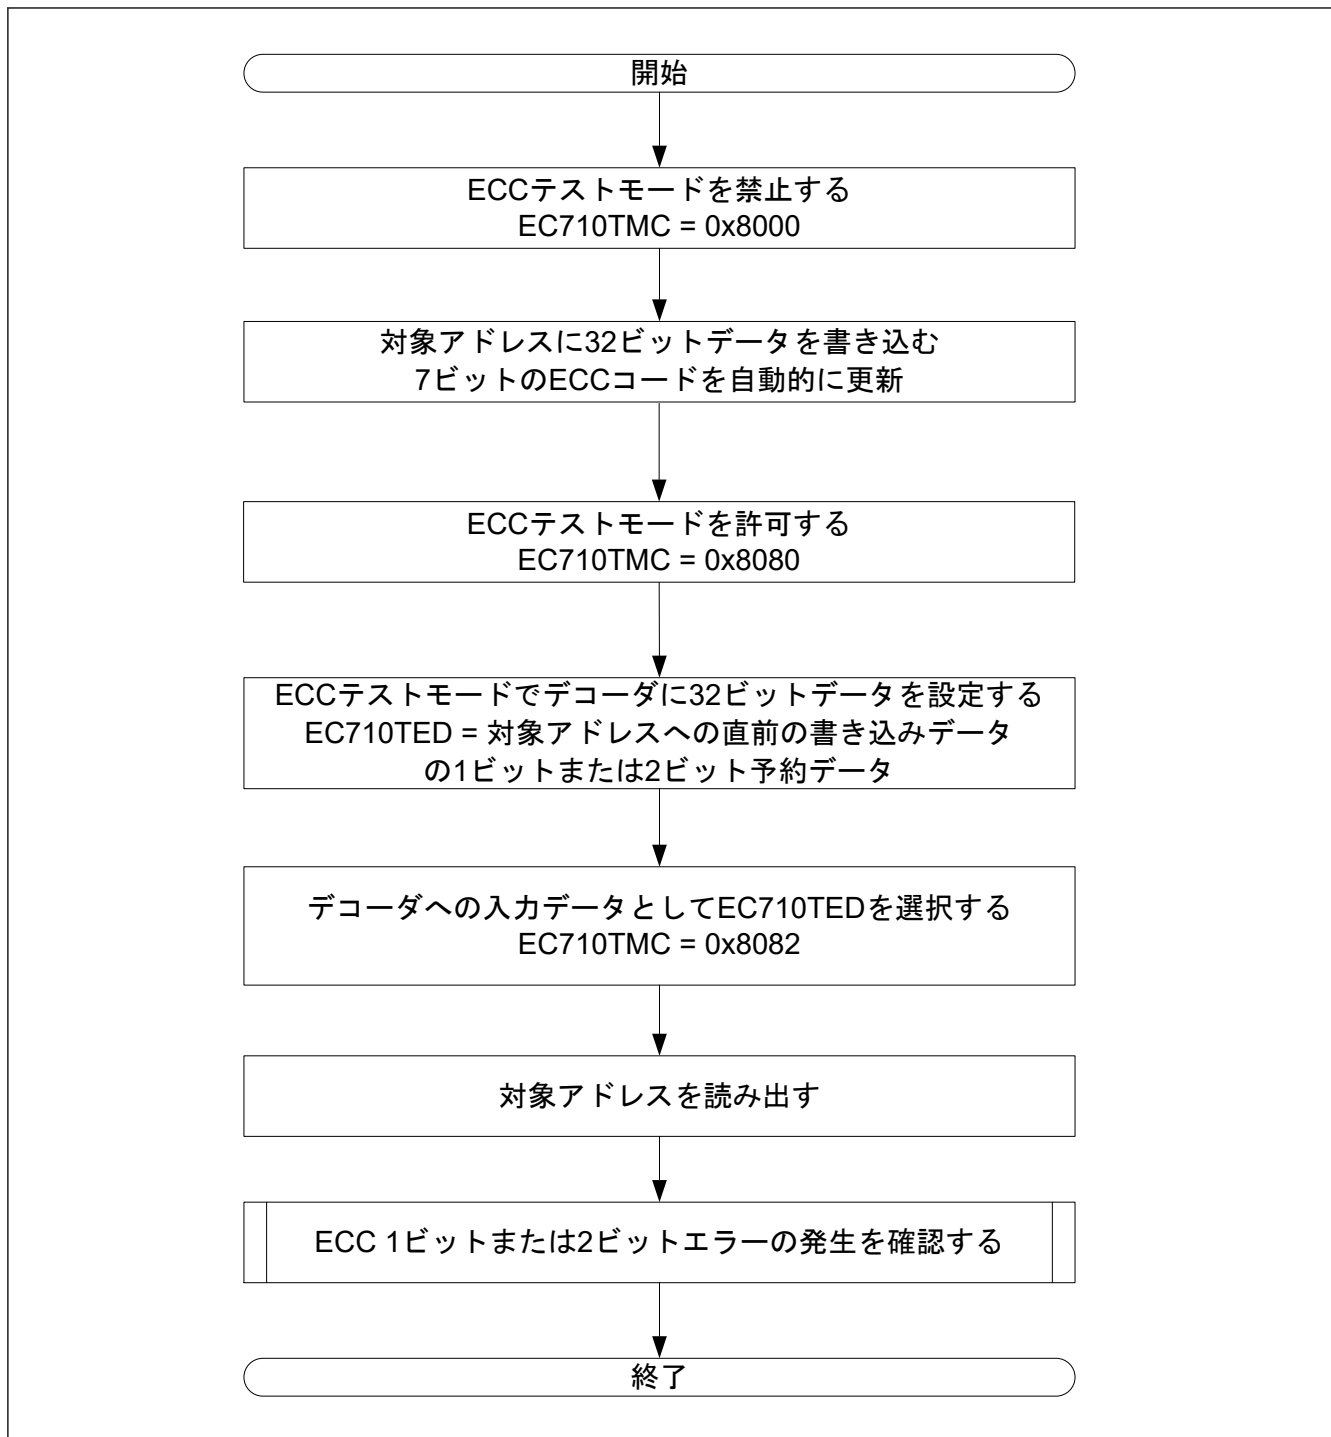 開始
ECCテストモードを禁止する
EC710TMC = 0x8000
対象アドレスに32ビットデータを書き込む
7ビットのECCコードを自動的に更新
ECCテストモードを許可する
EC710TMC = 0x8080
ECCテストモードでデコーダに32ビットデータを設定する
EC710TED = 対象アドレスへの直前の書き込みデータ
の1ビットまたは2ビット予約データ
デコーダへの入力データとしてEC710TEDを選択する
EC710TMC = 0x8082
対象アドレスを読み出す
ECC 1ビットまたは2ビットエラーの発生を確認する
終了